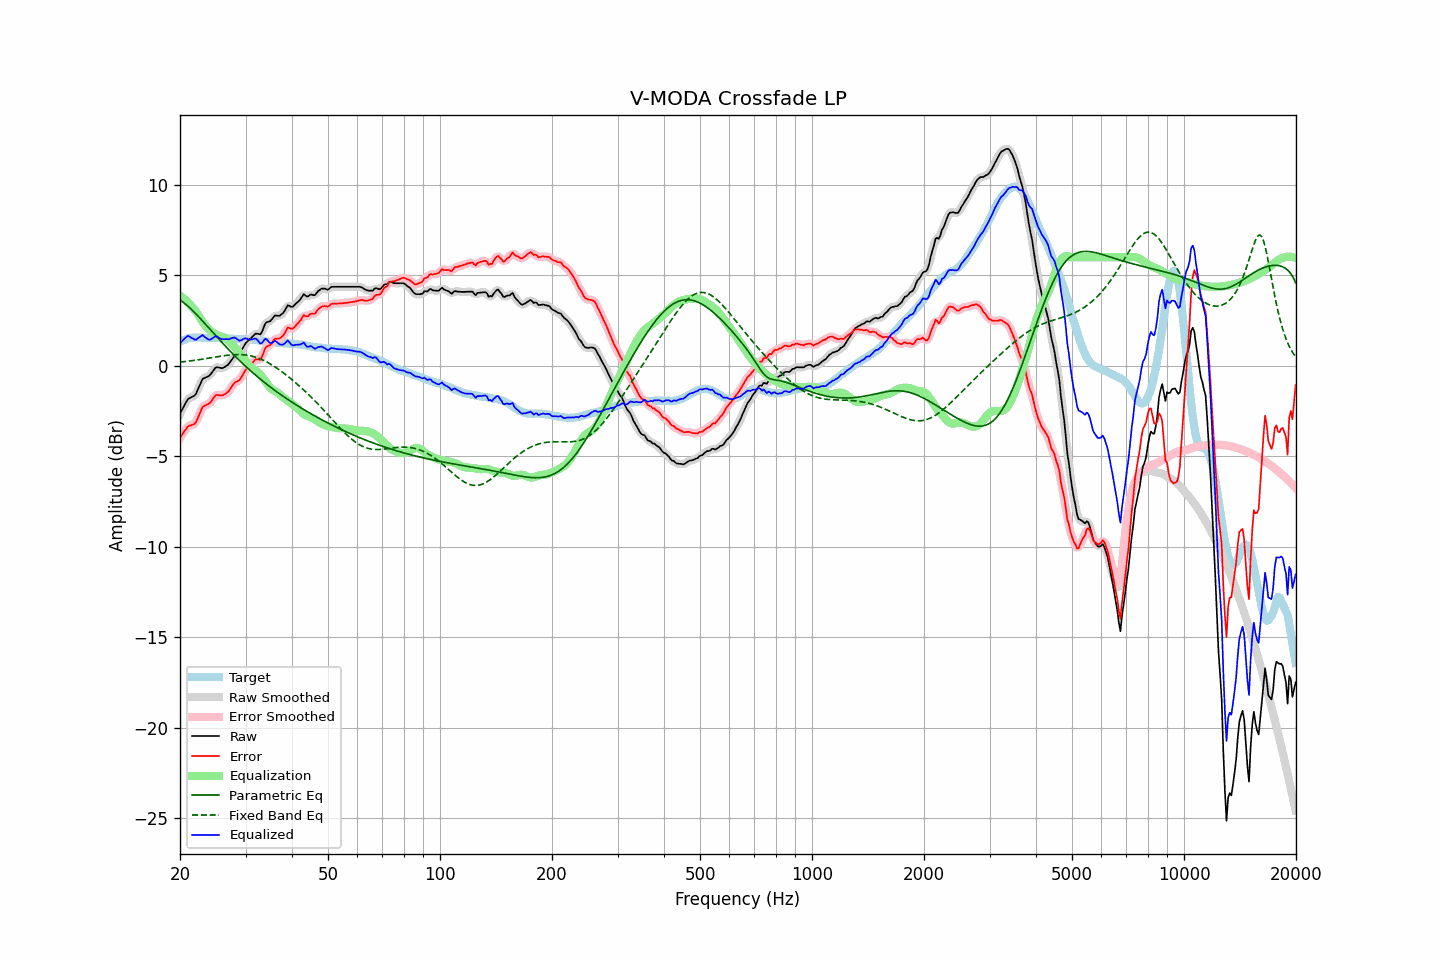 V-MODA Crossfade LP
10
5
0
−5
−10
−15
−20
−25
Amplitude (dBr)
Target
Raw Smoothed
Error Smoothed
Raw
Error
Equalization
Parametric Eq
Fixed Band Eq
Equalized
20 50 100 200 500 1000 2000 5000 10000 20000
Frequency (Hz)